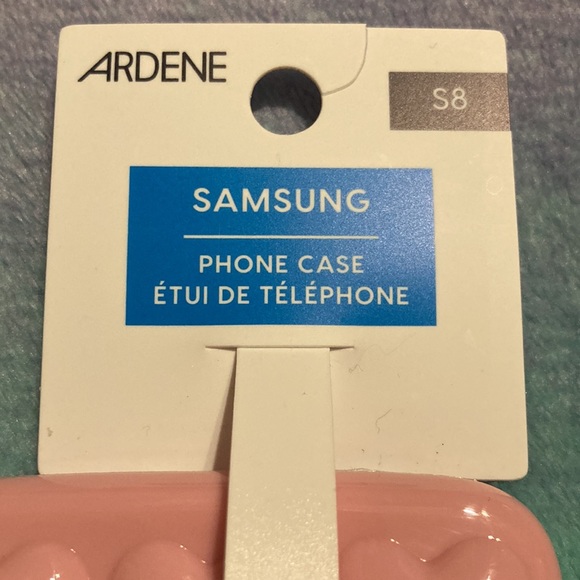 ARDENE
S8
SAMSUNG
PHONE CASE
ÉTUI DE TÉLÉPHONE